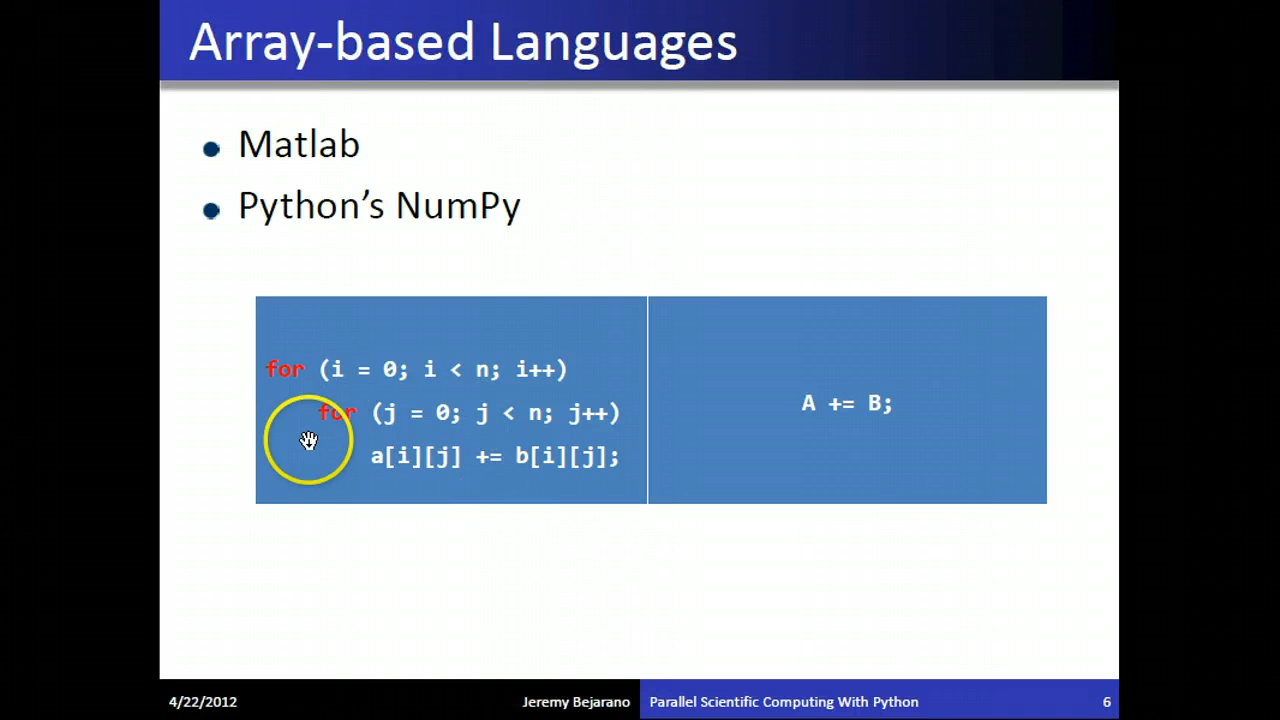 Array-based Languages
Matlab
Python’s NumPy
for (i = 0; i < n; i++)
for (j = 0; j < n; j++)
a[i][j] += b[i][j];
A += B;
4/22/2012
Jeremy Bejarano
Parallel Scientific Computing With Python
6